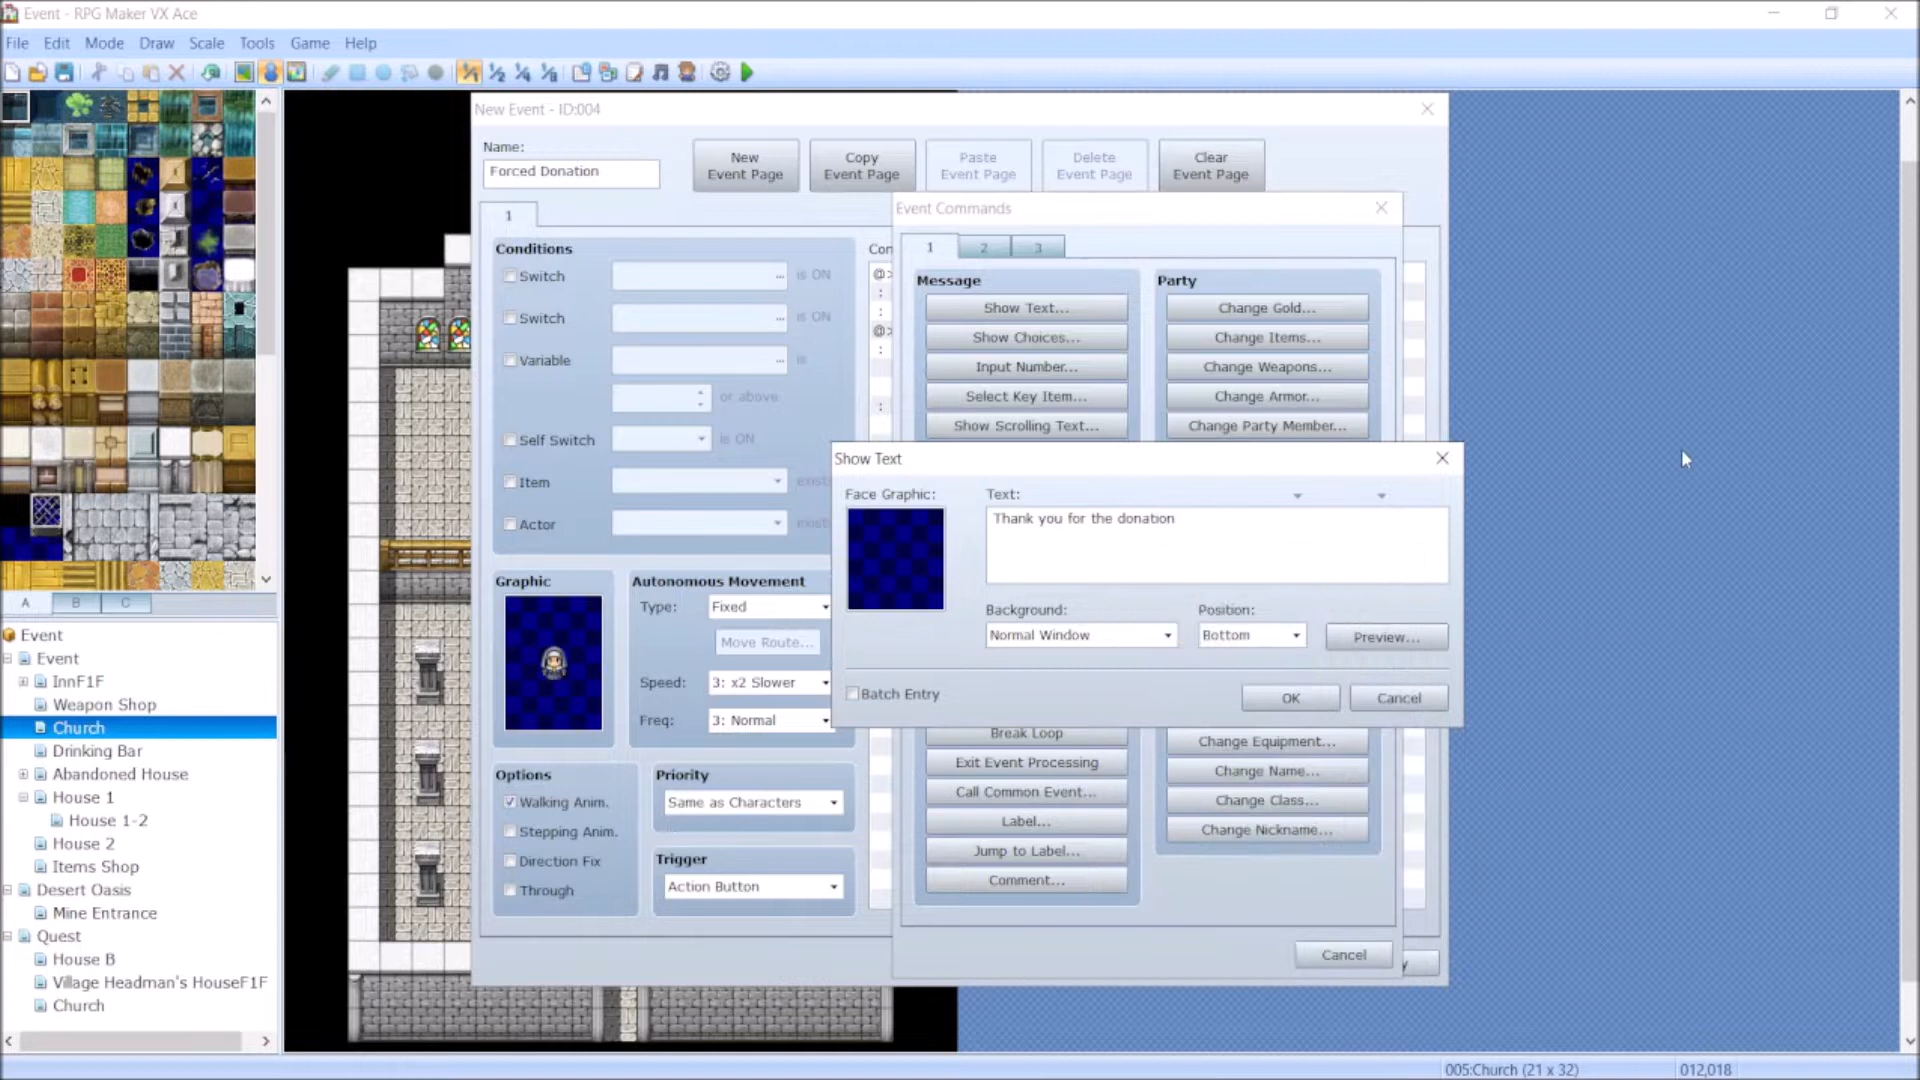 Event - RPG Maker VX Ace
File Edit Mode Draw Scale Tools Game Help
New Event - ID:004
Name:
Forced Donation
New Event Page
Copy Event Page
Paste Event Page
Delete Event Page
Clear Event Page
1
Conditions
Switch is ON
Switch is ON
Variable is
or above
Self Switch is ON
Item
Actor
Graphic
Autonomous Movement
Type: Fixed
Move Route...
Speed: 3: x2 Slower
Freq: 3: Normal
Options
Walking Anim.
Stepping Anim.
Direction Fix
Through
Priority
Same as Characters
Trigger
Action Button
Event Commands
1 2 3
Message
Show Text...
Show Choices...
Input Number...
Select Key Item...
Show Scrolling Text...
Party
Change Gold...
Change Items...
Change Weapons...
Change Armor...
Change Party Member...
Show Text
Face Graphic:
Text:
Thank you for the donation
Background:
Normal Window
Position:
Bottom
Preview...
Batch Entry
OK
Cancel
Break Loop
Exit Event Processing
Call Common Event...
Label...
Jump to Label...
Comment...
Change Equipment...
Change Name...
Change Class...
Change Nickname...
Cancel
A B C
Event
Event
InnF1F
Weapon Shop
Church
Drinking Bar
Abandoned House
House 1
House 1-2
House 2
Items Shop
Desert Oasis
Mine Entrance
Quest
House B
Village Headman's HouseF1F
Church
005:Church (21 x 32)
012,018